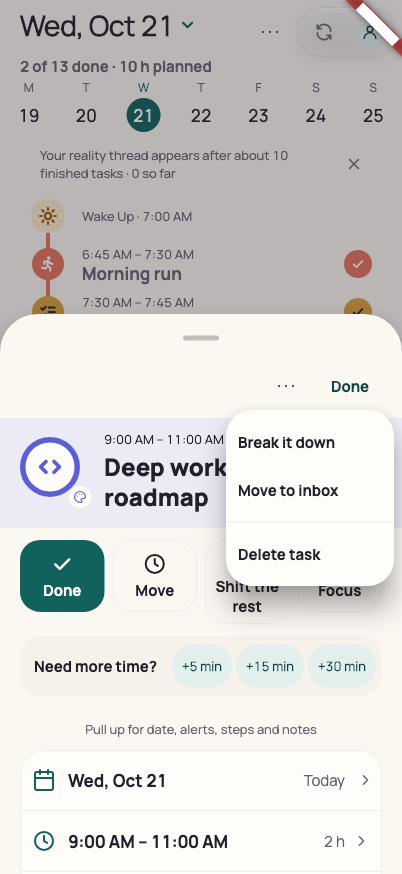 Wed, Oct 21
2 of 13 done · 10 h planned
M T W T F S S
19 20 21 22 23 24 25
Your reality thread appears after about 10
finished tasks · 0 so far
Wake Up · 7:00 AM
6:45 AM – 7:30 AM
Morning run
7:30 AM – 7:45 AM
Done
9:00 AM – 11:00 AM
Deep work
roadmap
Break it down
Move to inbox
Delete task
Done
Move
Shift the
rest
Focus
Need more time?
+5 min
+15 min
+30 min
Pull up for date, alerts, steps and notes
Wed, Oct 21
Today
9:00 AM – 11:00 AM
2 h